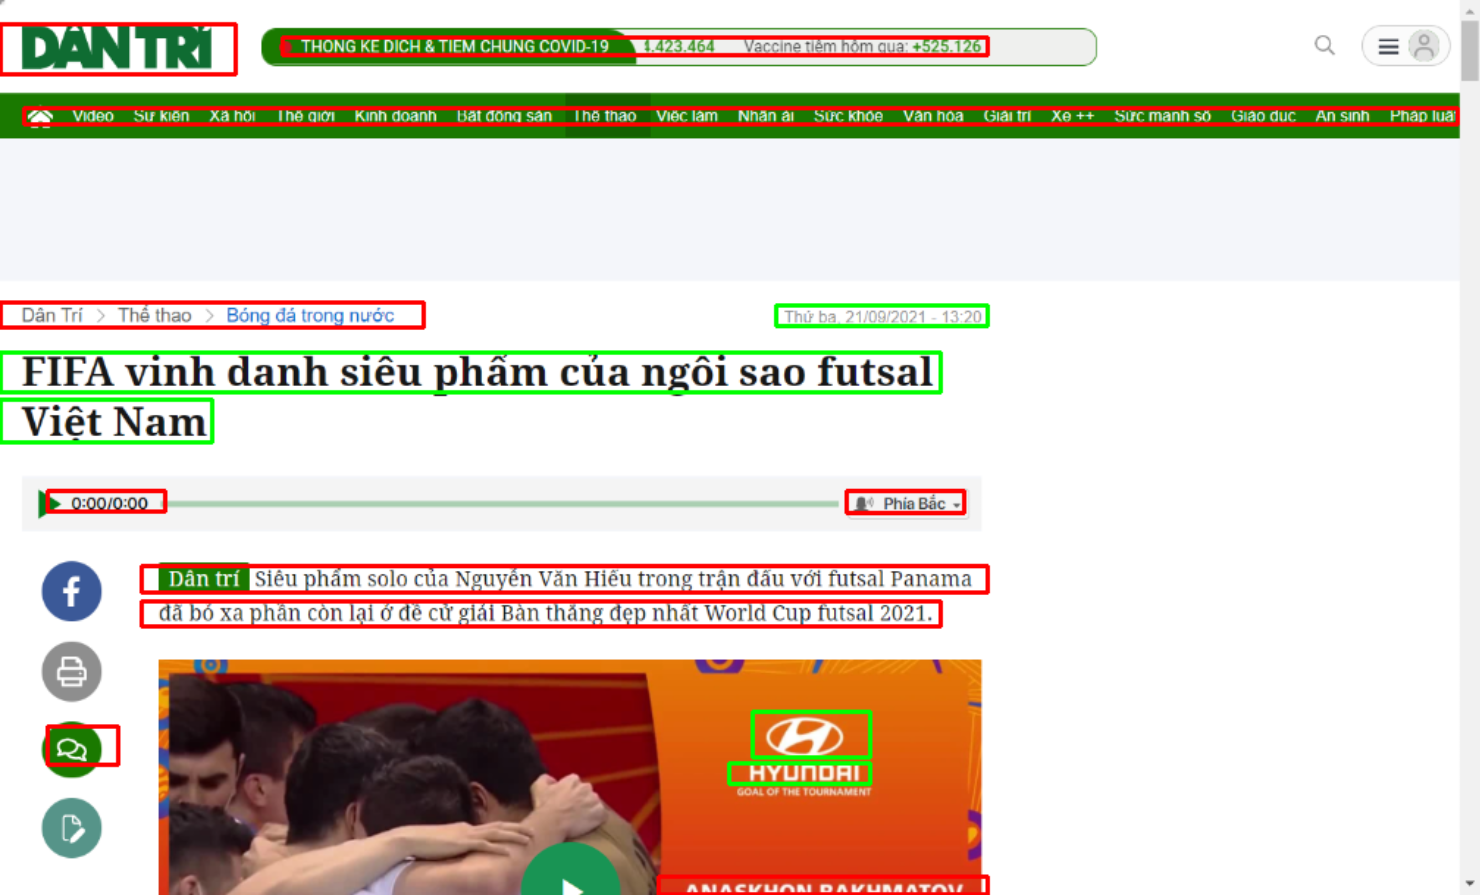 DÂN TRÍ
THỐNG KÊ DỊCH & TIÊM CHỦNG COVID-19 1.423.464 Vaccine tiêm hôm qua: +525.126
Video Sự kiện Xã hội Thế giới Kinh doanh Bất động sản Thể thao Việc làm Nhân ái Sức khỏe Văn hóa Giải trí Xe ++ Sức mạnh số Giáo dục An sinh Pháp luật
Dân Trí > Thể thao > Bóng đá trong nước
Thứ ba, 21/09/2021 - 13:20
FIFA vinh danh siêu phẩm của ngôi sao futsal
Việt Nam
0:00/0:00 Phía Bắc
Dân trí Siêu phẩm solo của Nguyễn Văn Hiếu trong trận đấu với futsal Panama
đã bỏ xa phần còn lại ở đề cử giải Bàn thắng đẹp nhất World Cup futsal 2021.
HYUNDAI
GOAL OF THE TOURNAMENT
ANASKHON RAKHMATOV